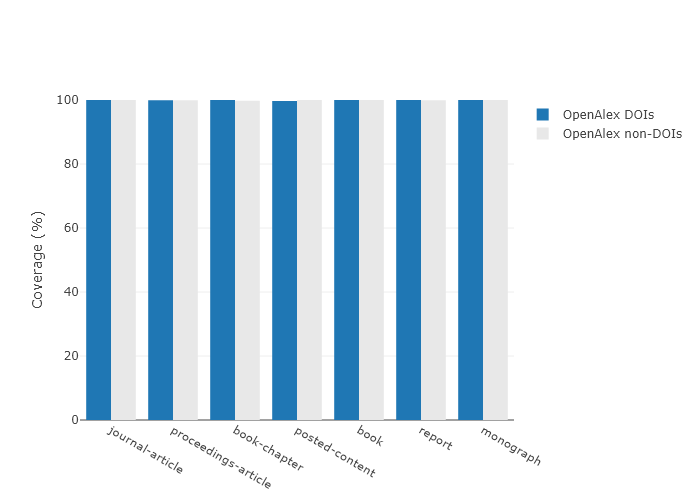 100
80
60
40
20
0
Coverage (%)
journal-article
proceedings-article
book-chapter
posted-content
book
report
monograph
OpenAlex DOIs
OpenAlex non-DOIs